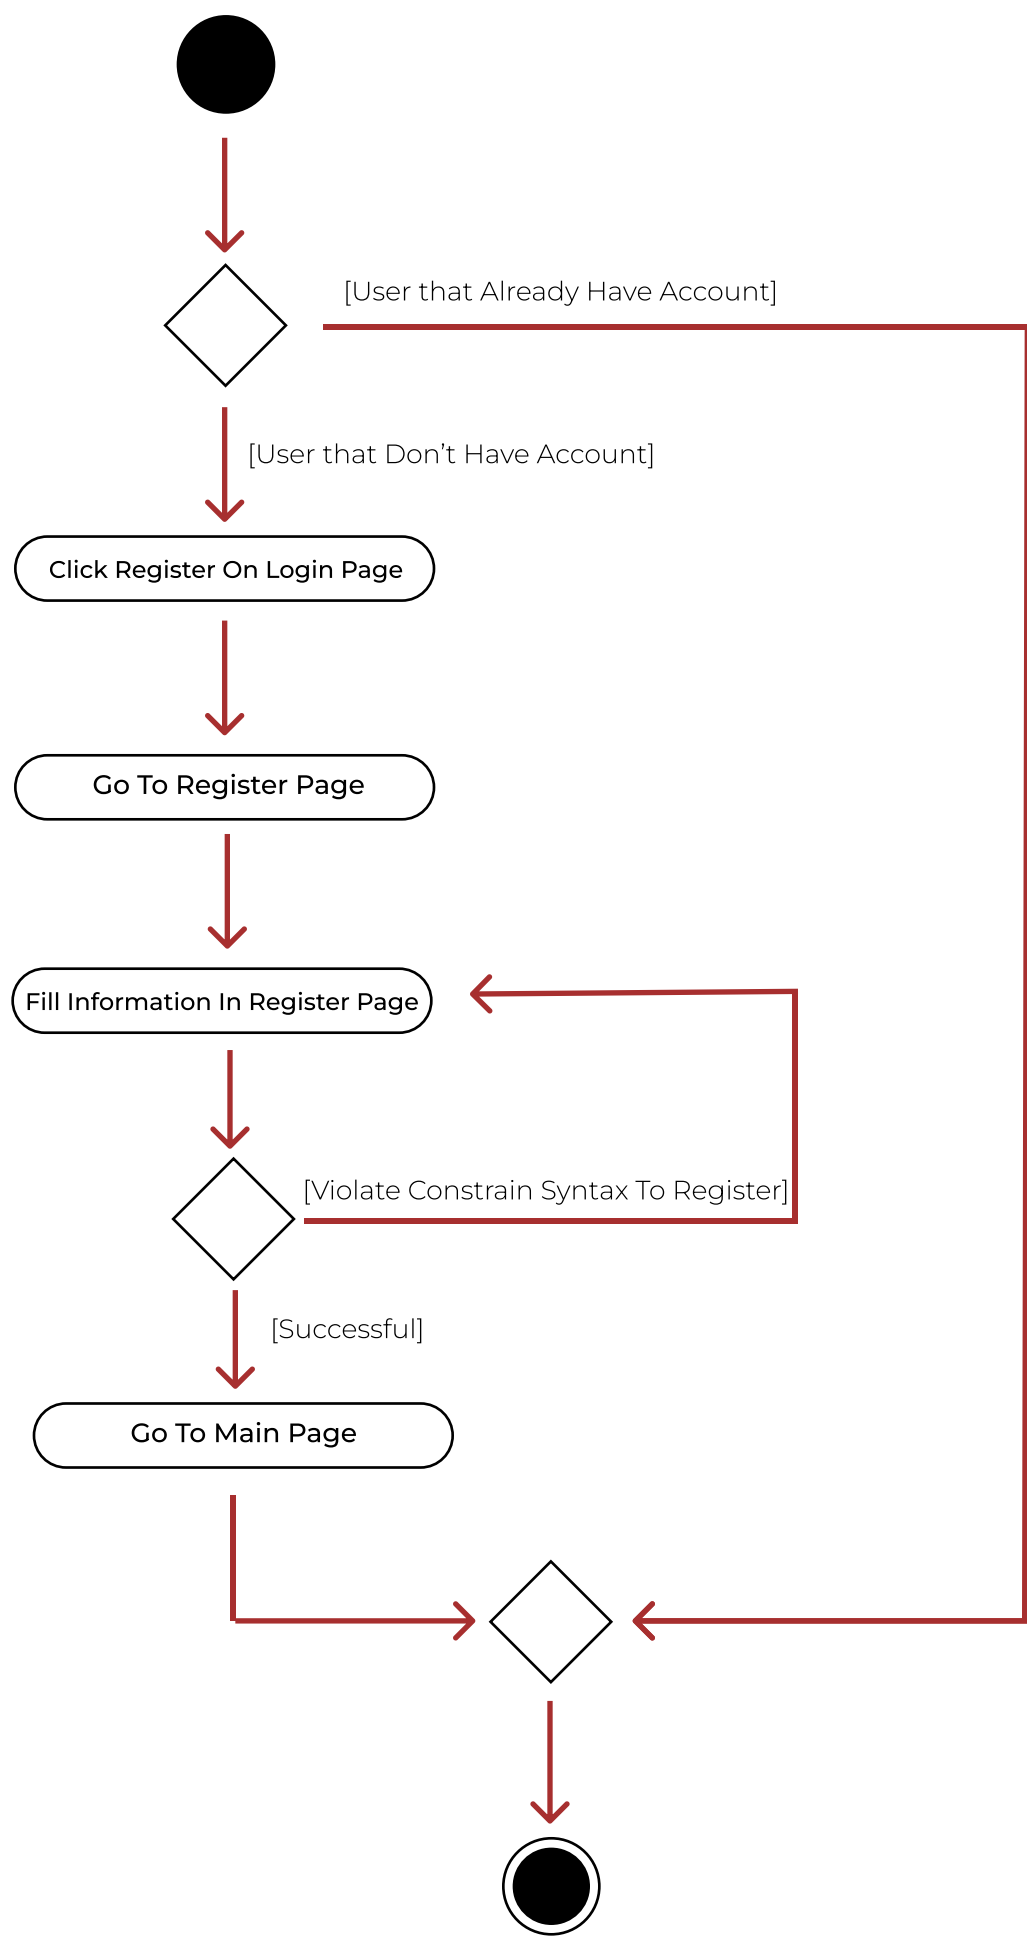 [User that Already Have Account]
[User that Don’t Have Account]
Click Register On Login Page
Go To Register Page
Fill Information In Register Page
[Violate Constrain Syntax To Register]
[Successful]
Go To Main Page